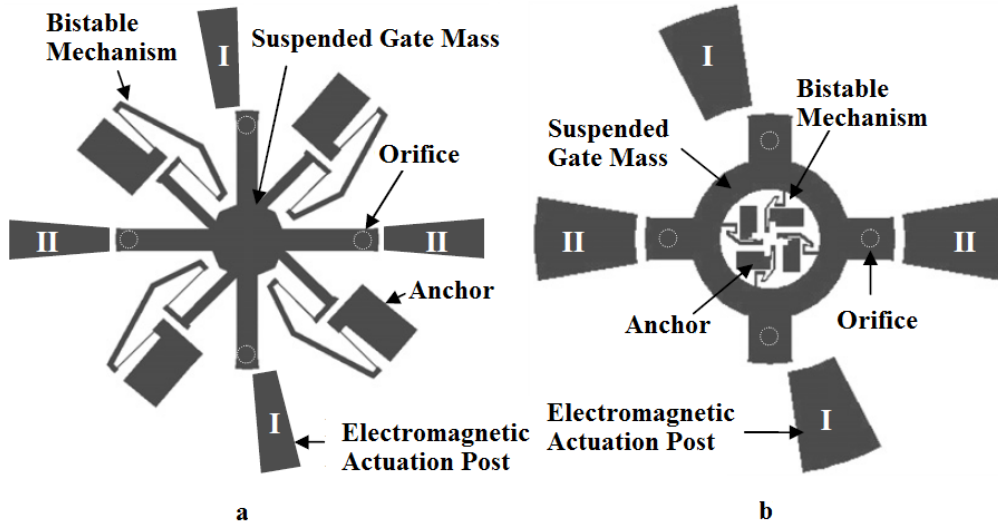 Bistable
Mechanism
I
Suspended Gate Mass
Orifice
II
II
Anchor
I
Electromagnetic
Actuation Post
a
I
Bistable
Mechanism
Suspended
Gate Mass
II
II
Anchor
Orifice
Electromagnetic
Actuation Post
I
b